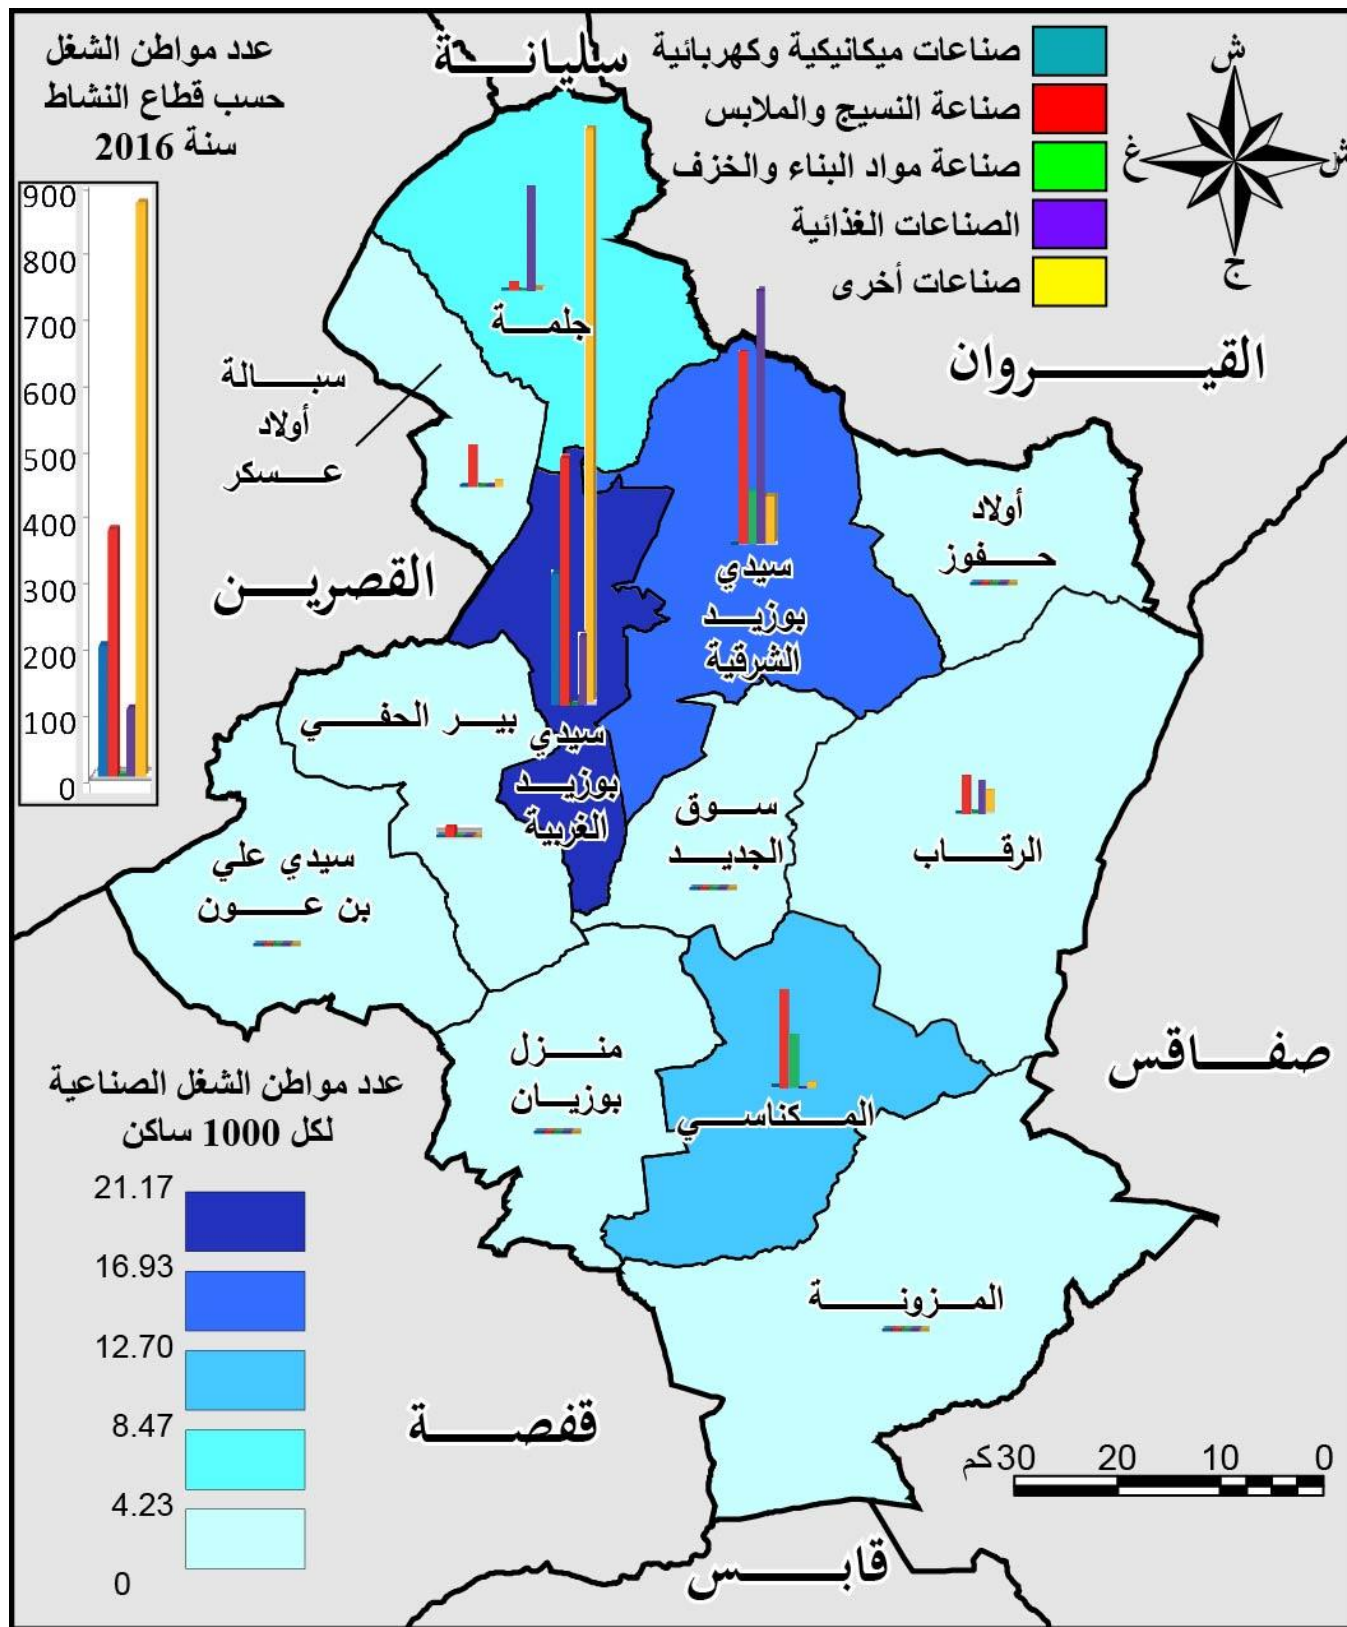 عدد مواطن الشغل
حسب قطاع النشاط
سنة 2016
900
800
700
600
500
400
300
200
100
0
صناعات ميكانيكية وكهربائية
صناعة النسيج والملابس
صناعة مواد البناء والخزف
الصناعات الغذائية
صناعات أخرى
ش
غ
ش
ج
سليانة
القيروان
القصرين
صفاقس
قفصة
قابس
جلمة
سبالة
أولاد
عسكر
أولاد
حفوز
سيدي
بوزيد
الشرقية
سيدي
بوزيد
الغربية
بير الحفي
سيدي علي
بن عون
سوق
الجديد
الرقاب
منزل
بوزيان
المكناسي
المزونة
عدد مواطن الشغل الصناعية
لكل 1000 ساكن
21.17
16.93
12.70
8.47
4.23
0
0 10 20 30 كم